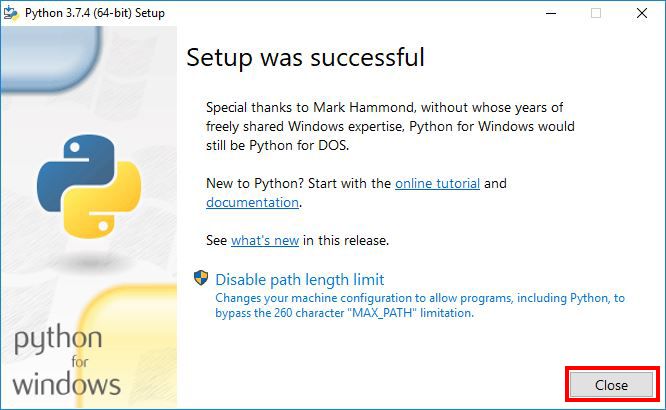 Python 3.7.4 (64-bit) Setup
Setup was successful
Special thanks to Mark Hammond, without whose years of
freely shared Windows expertise, Python for Windows would
still be Python for DOS.
New to Python? Start with the online tutorial and
documentation.
See what's new in this release.
Disable path length limit
Changes your machine configuration to allow programs, including Python, to
bypass the 260 character "MAX_PATH" limitation.
python
for
windows
Close